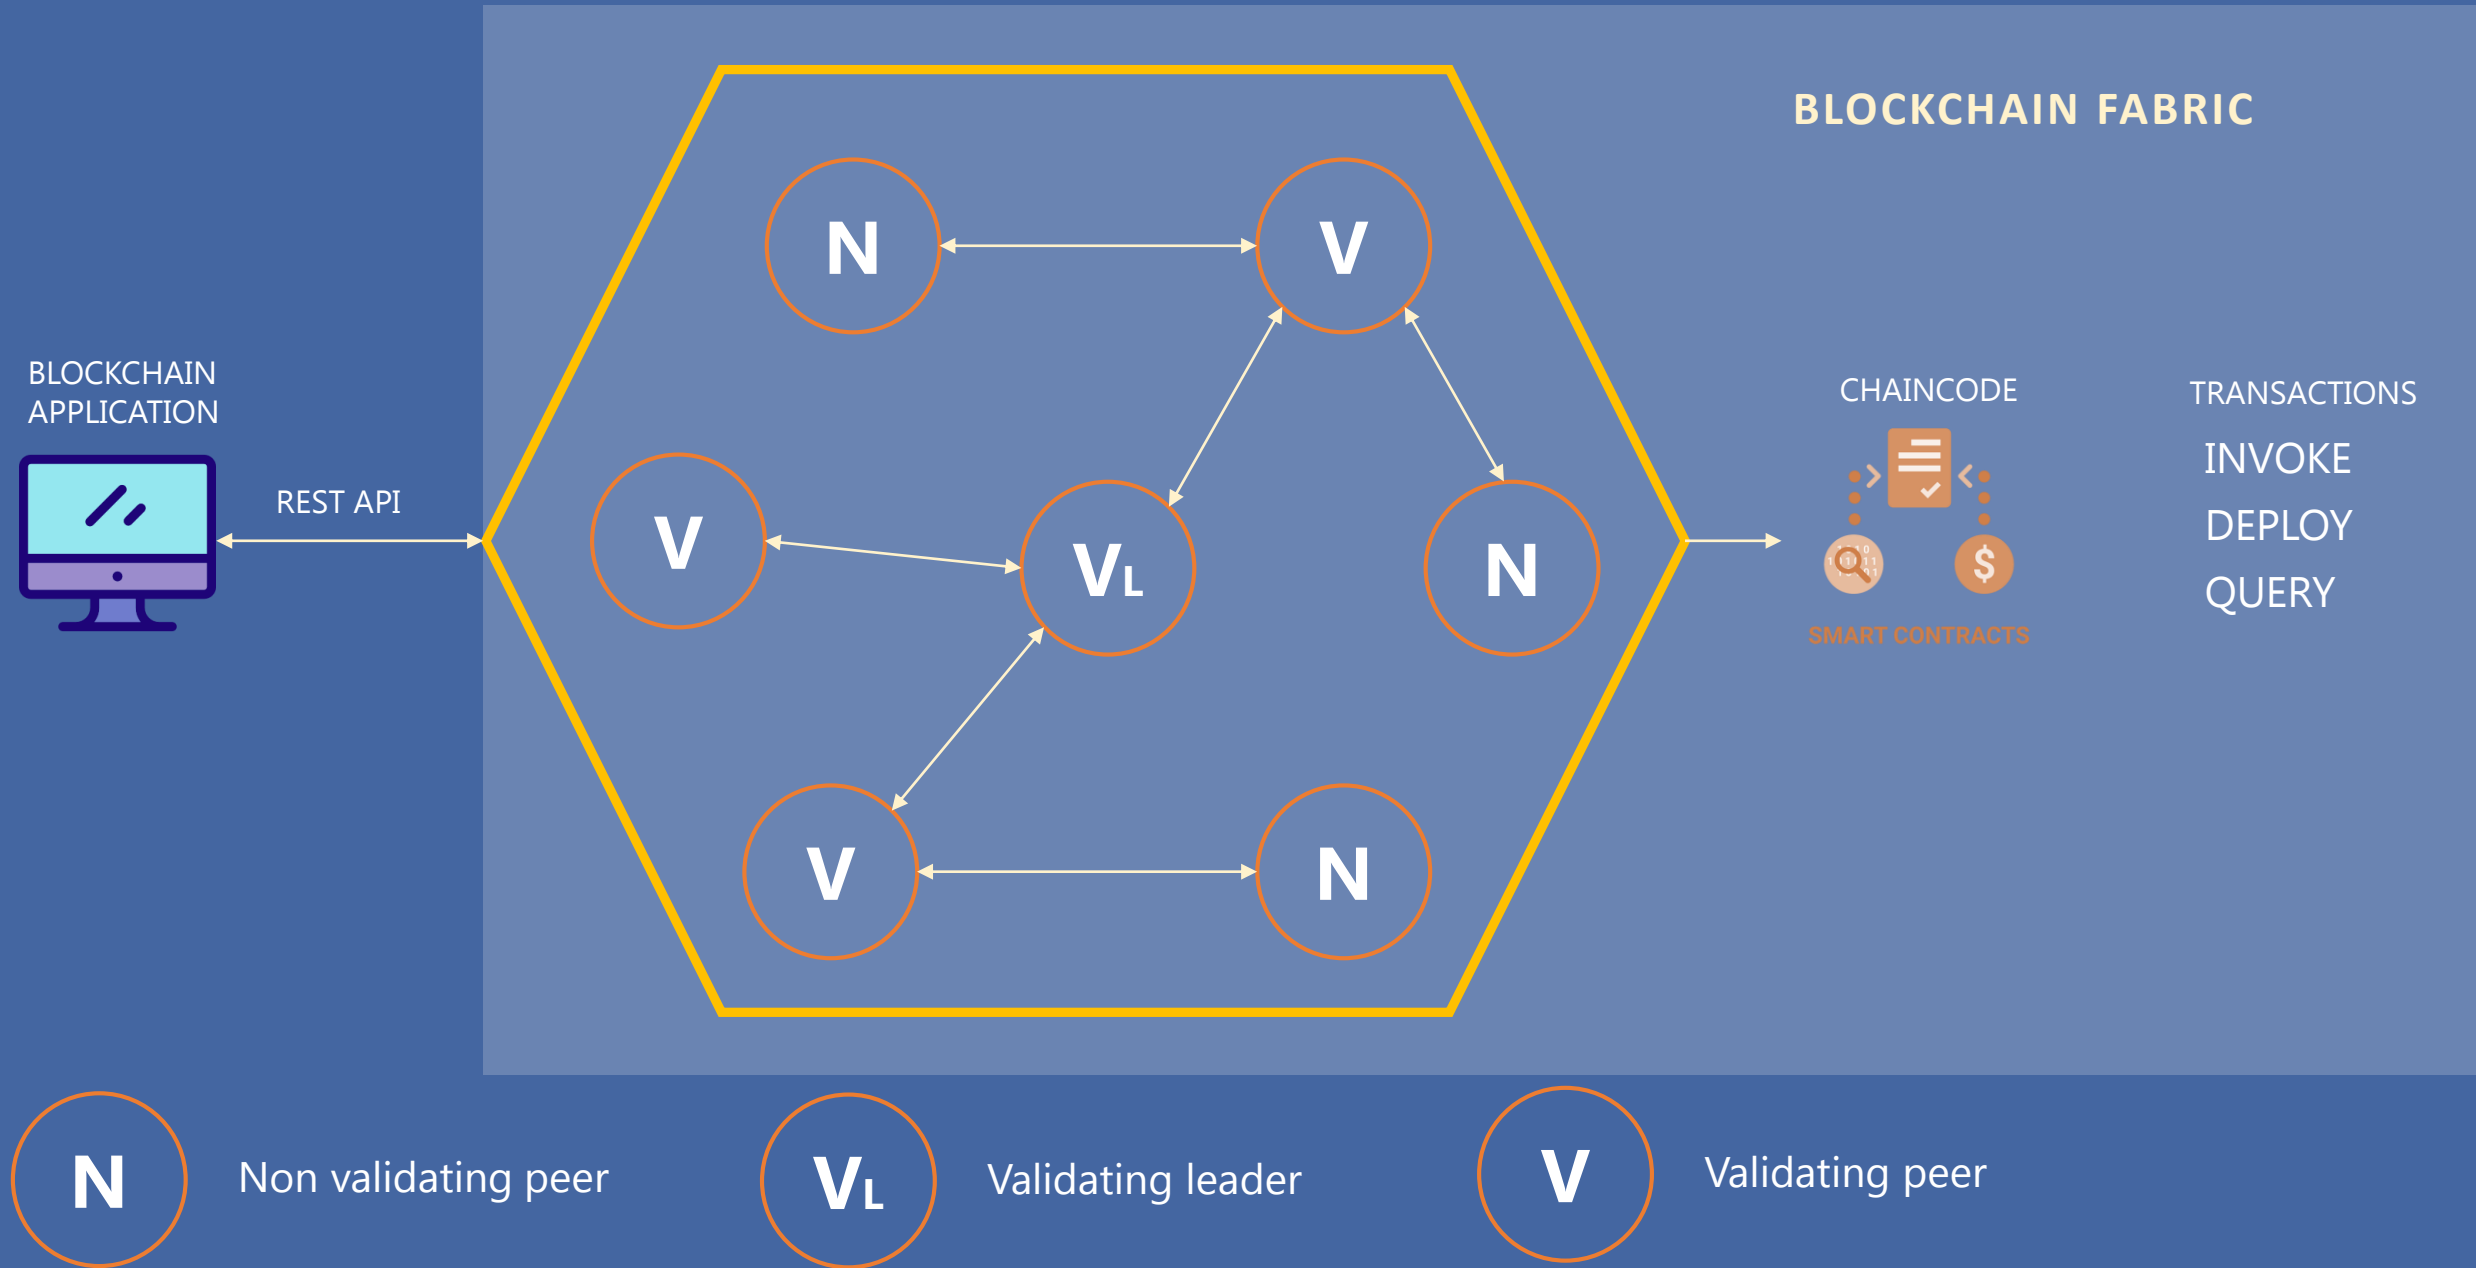 BLOCKCHAIN FABRIC
N
V
BLOCKCHAIN
APPLICATION
REST API
V
VL
N
CHAINCODE
SMART CONTRACTS
TRANSACTIONS
INVOKE
DEPLOY
QUERY
V
N
N
Non validating peer
VL
Validating leader
V
Validating peer